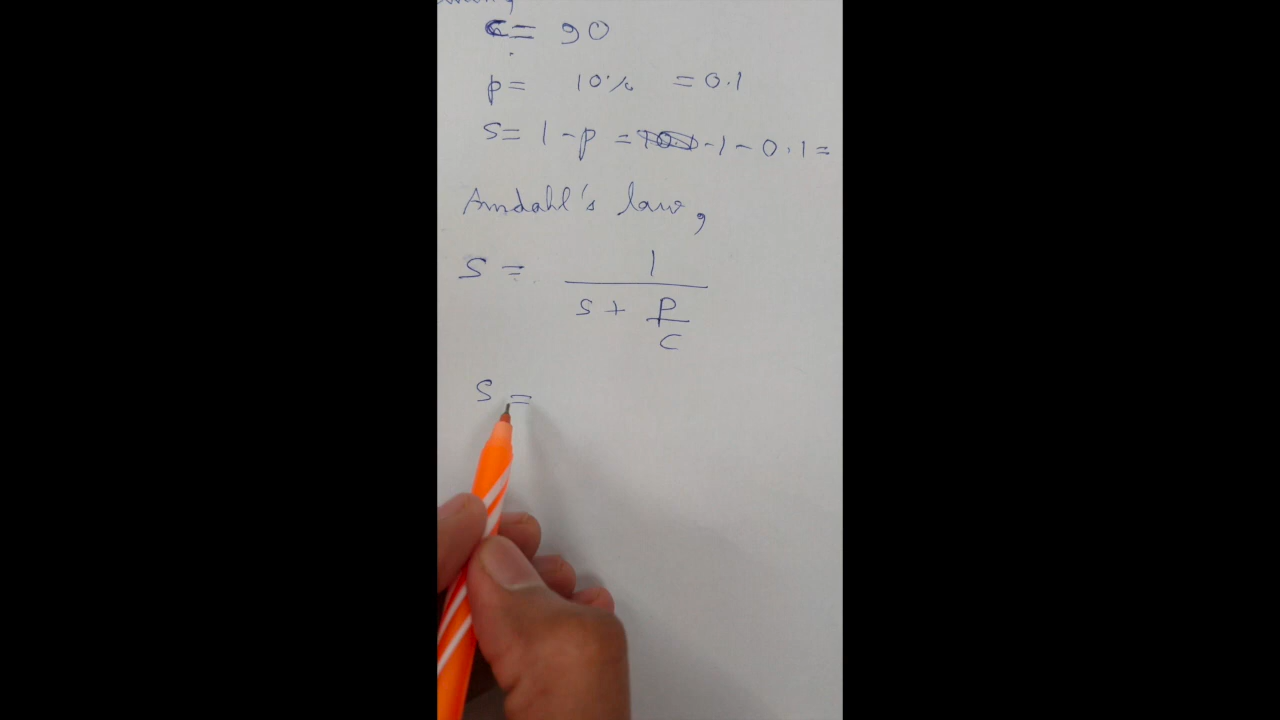 c = 90
p = 10% = 0.1
S = 1 - p = 1 - 0.1 =
Amdahl's law,
S = 1 / (s + p/c)
S =